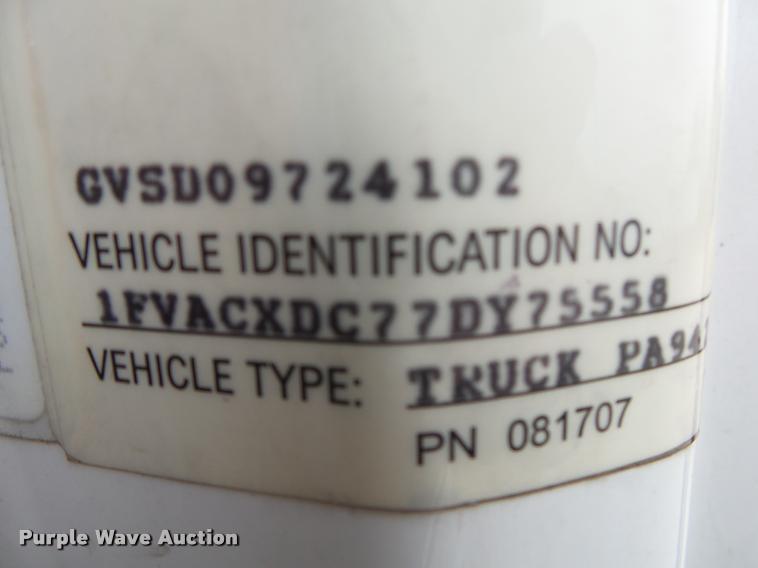 GVSD09724102
VEHICLE IDENTIFICATION NO:
1FVACXDC77DY75558
VEHICLE TYPE: TRUCK
PN 081707
Purple Wave Auction